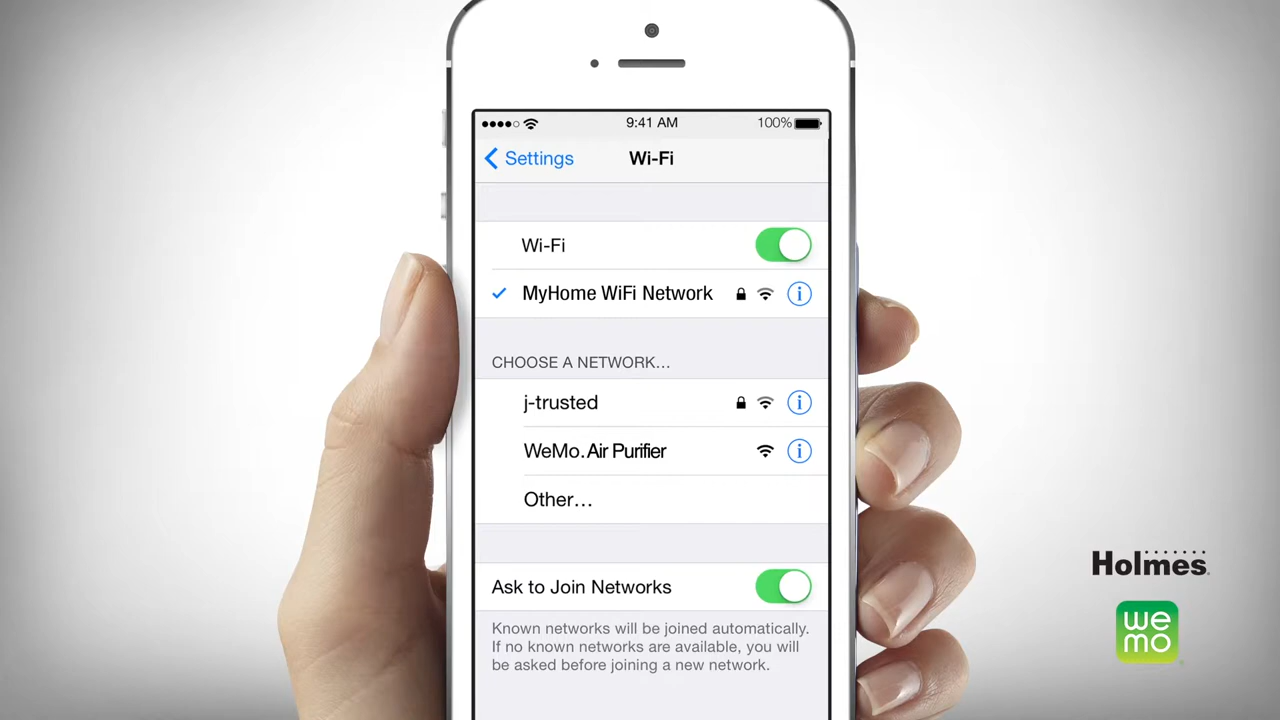 9:41 AM 100%
Settings Wi-Fi
Wi-Fi
MyHome WiFi Network
CHOOSE A NETWORK...
j-trusted
WeMo.Air Purifier
Other...
Ask to Join Networks
Known networks will be joined automatically.
If no known networks are available, you will
be asked before joining a new network.
Holmes
we
mo